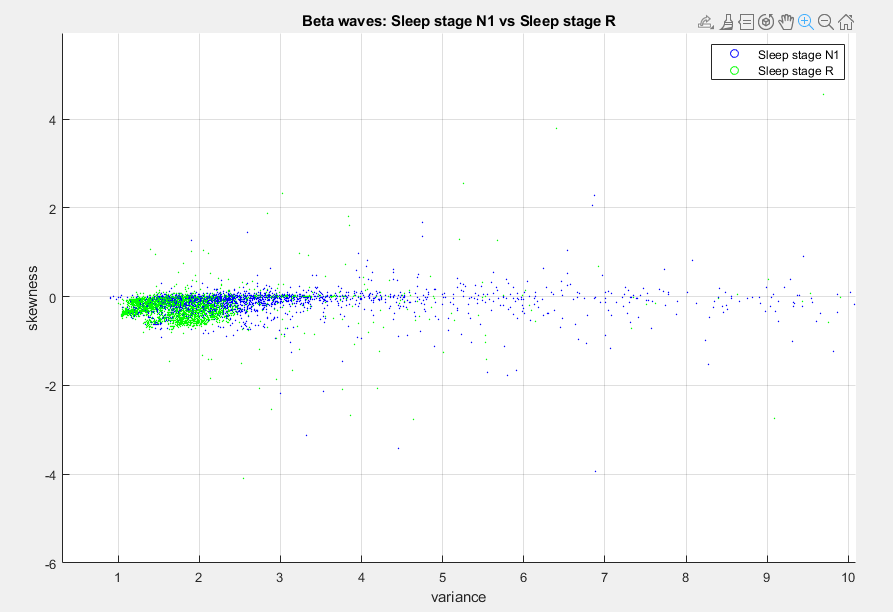 Beta waves: Sleep stage N1 vs Sleep stage R
Sleep stage N1
Sleep stage R
skewness
4
2
0
-2
-4
-6
1 2 3 4 5 6 7 8 9 10
variance